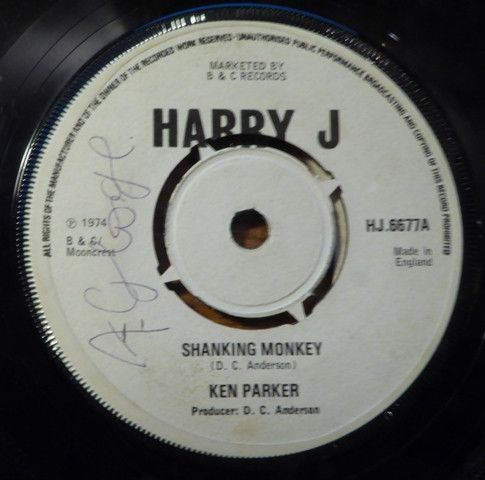 ALL RIGHTS OF THE MANUFACTURER AND OF THE OWNER OF THE RECORDED WORK RESERVED - UNAUTHORISED PUBLIC PERFORMANCE BROADCASTING AND COPYING OF THIS RECORD PROHIBITED
MARKETED BY
B & C RECORDS
HARRY J
℗ 1974
B & C/
Mooncrest
HJ.6677A
Made in
England
SHANKING MONKEY
(D. C. Anderson)
KEN PARKER
Producer: D. C. Anderson